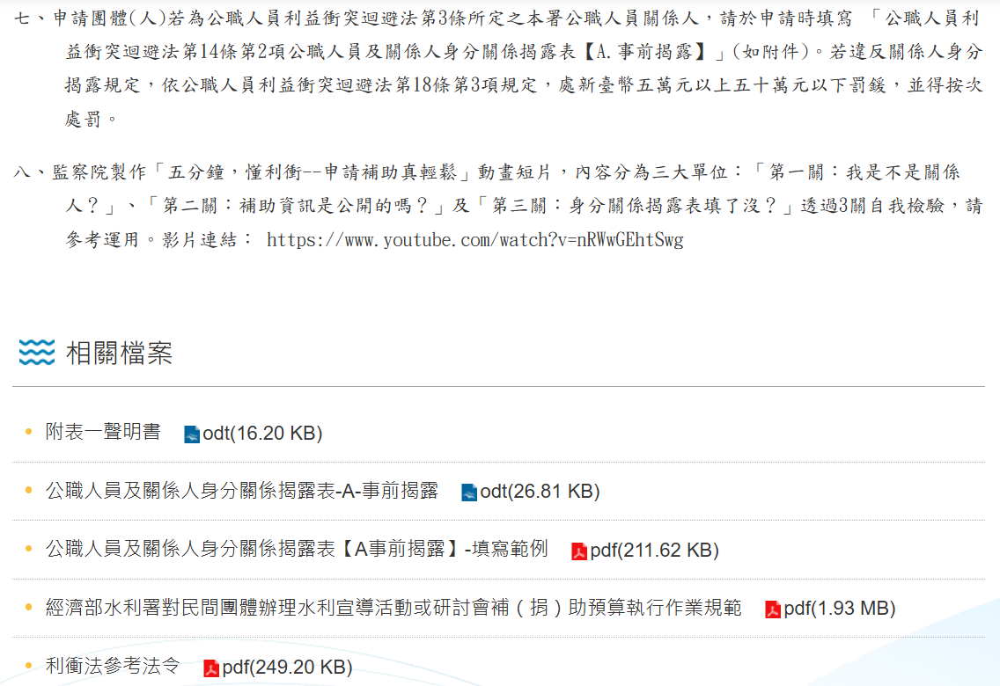 七、申請團體(人)若為公職人員利益衝突迴避法第3條所定之本署公職人員關係人，請於申請時填寫 「公職人員利
益衝突迴避法第14條第2項公職人員及關係人身分關係揭露表【A.事前揭露】」(如附件)。若違反關係人身分
揭露規定，依公職人員利益衝突迴避法第18條第3項規定，處新臺幣五萬元以上五十萬元以下罰鍰，並得按次
處罰。
八、監察院製作「五分鐘，懂利衝--申請補助真輕鬆」動畫短片，內容分為三大單位：「第一關：我是不是關係
人？」、「第二關：補助資訊是公開的嗎？」及「第三關：身分關係揭露表填了沒？」透過3關自我檢驗，請
參考運用。影片連結： https://www.youtube.com/watch?v=nRWwGEhtSwg
相關檔案
附表一聲明書 odt(16.20 KB)
公職人員及關係人身分關係揭露表-A-事前揭露 odt(26.81 KB)
公職人員及關係人身分關係揭露表【A事前揭露】-填寫範例 pdf(211.62 KB)
經濟部水利署對民間團體辦理水利宣導活動或研討會補（捐）助預算執行作業規範 pdf(1.93 MB)
利衝法參考法令 pdf(249.20 KB)